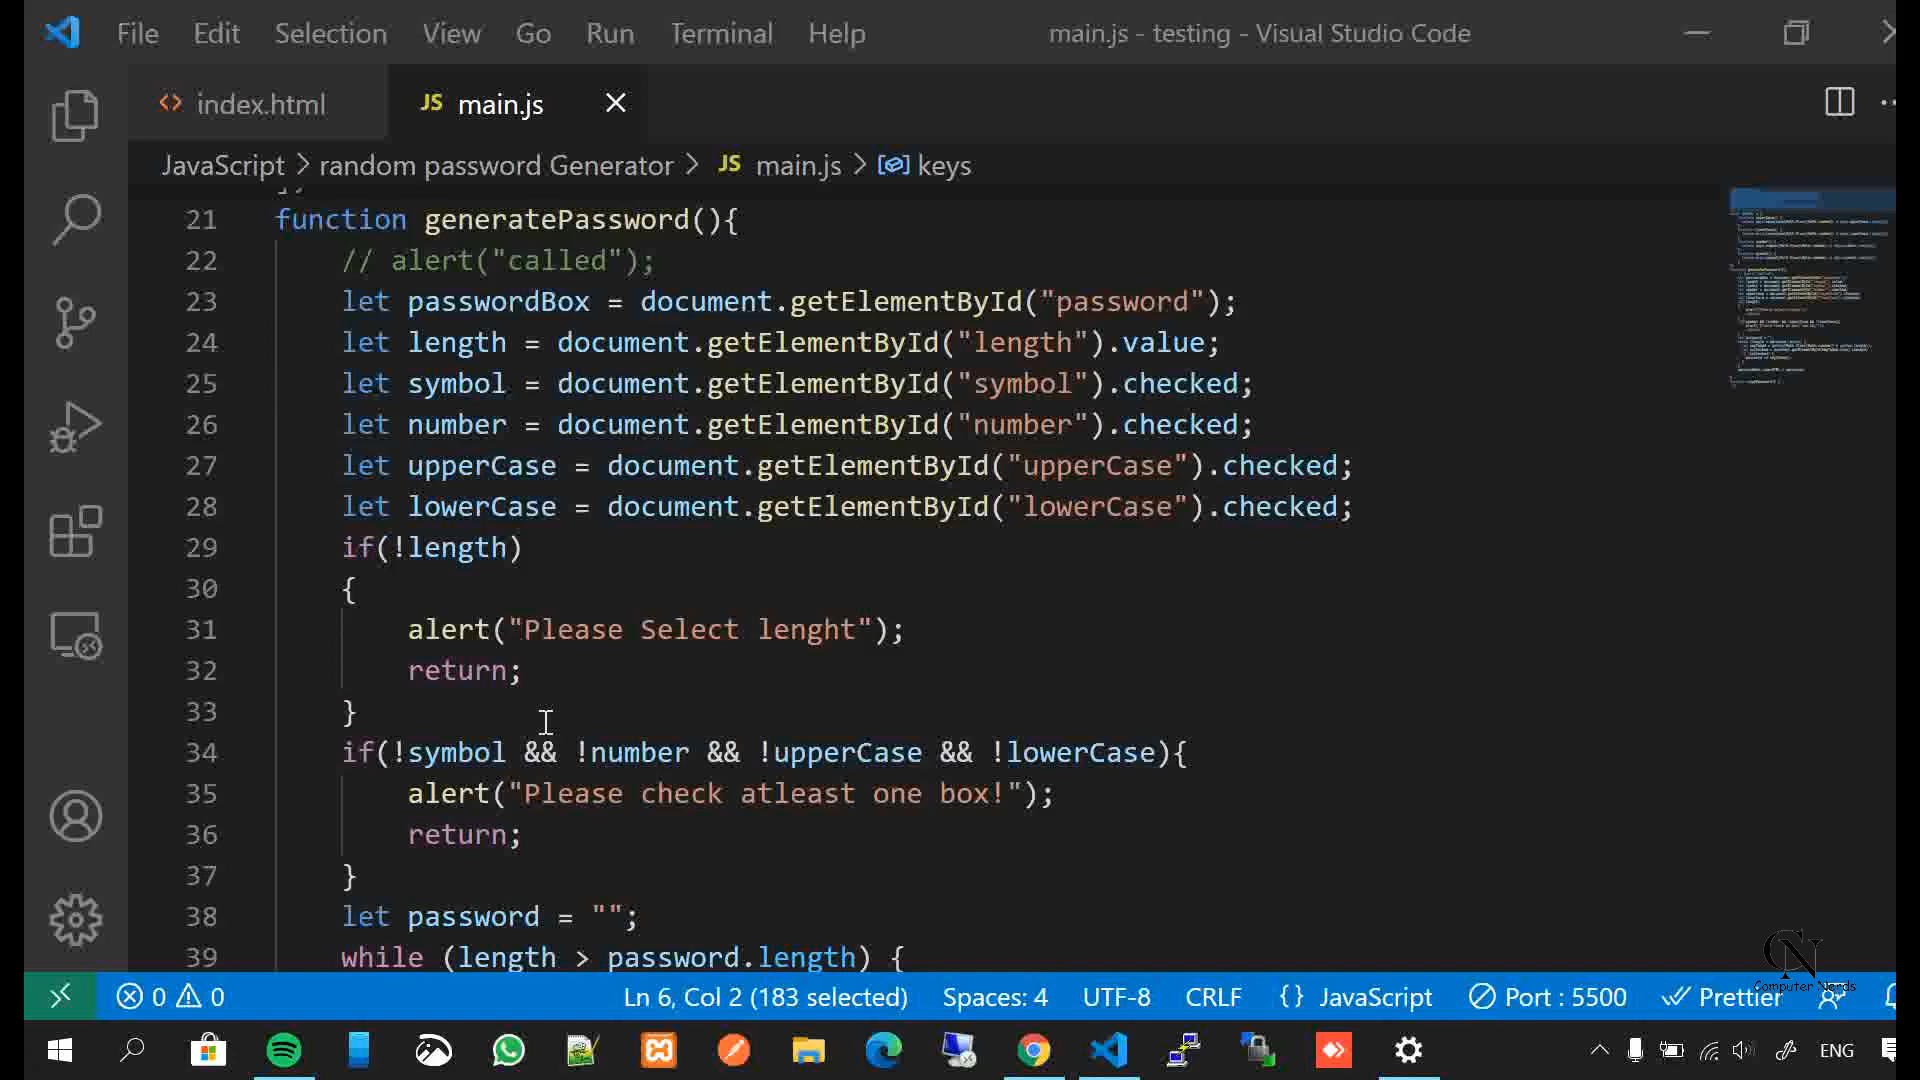 File Edit Selection View Go Run Terminal Help main.js - testing - Visual Studio Code
index.html JS main.js
JavaScript > random password Generator > JS main.js > keys
21 function generatePassword(){
22 // alert("called");
23 let passwordBox = document.getElementById("password");
24 let length = document.getElementById("length").value;
25 let symbol = document.getElementById("symbol").checked;
26 let number = document.getElementById("number").checked;
27 let upperCase = document.getElementById("upperCase").checked;
28 let lowerCase = document.getElementById("lowerCase").checked;
29 if(!length)
30 {
31 alert("Please Select lenght");
32 return;
33 }
34 if(!symbol && !number && !upperCase && !lowerCase){
35 alert("Please check atleast one box!");
36 return;
37 }
38 let password = "";
39 while (length > password.length) {
CN
Computer Nerds
0 0 Ln 6, Col 2 (183 selected) Spaces: 4 UTF-8 CRLF {} JavaScript Port : 5500 Prettier
ENG